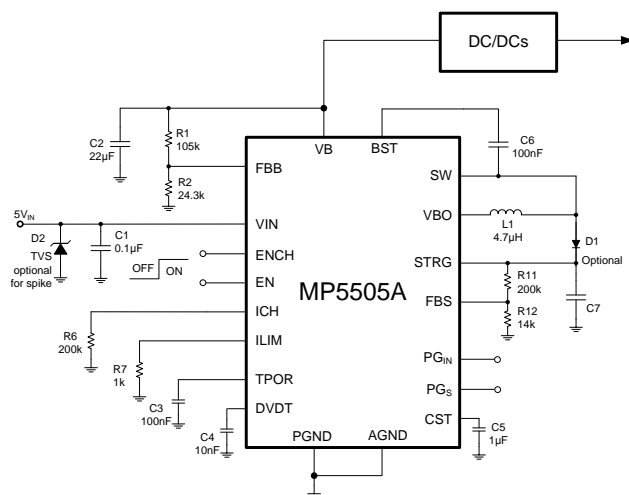 DC/DCs
C2
22µF
R1
105k
R2
24.3k
VB
BST
C6
100nF
FBB
SW
5VIN
VIN
VBO
L1
4.7µH
D2
TVS
optional
for spike
C1
0.1µF
ENCH
OFF
ON
EN
STRG
D1
Optional
R11
200k
MP5505A
ICH
FBS
R12
14k
C7
R6
200k
ILIM
R7
1k
PGIN
TPOR
PGS
C3
100nF
DVDT
CST
C4
10nF
C5
1µF
PGND
AGND